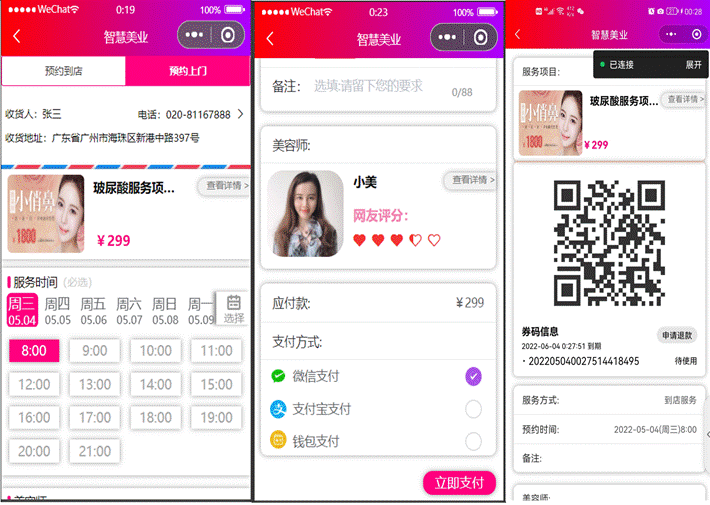 WeChat 0:19 100%
智慧美业
预约到店 预约上门
收货人：张三 电话：020-81167888
收货地址：广东省广州市海珠区新港中路397号
小俏鼻
1800
玻尿酸服务项... 查看详情 >
￥299
服务时间 (必选)
周三 周四 周五 周六 周日 周一
05.04 05.05 05.06 05.07 05.08 05.09 选择
8:00 9:00 10:00 11:00
12:00 13:00 14:00 15:00
16:00 17:00 18:00 19:00
20:00 21:00
美容师
WeChat 0:23 100%
智慧美业
备注： 选填:请留下您的要求
0/88
美容师:
小美 查看详情 >
网友评分：
应付款: ￥299
支付方式:
微信支付
支付宝支付
钱包支付
立即支付
00:28
智慧美业
已连接 展开
服务项目:
小俏鼻
1800
玻尿酸服务项... 查看详情 >
￥299
券码信息
2022-06-04 0:27:51 到期 申请退款
· 202205040027514418495 待使用
服务方式: 到店服务
预约时间: 2022-05-04(周三)8:00
备注:
美容师: